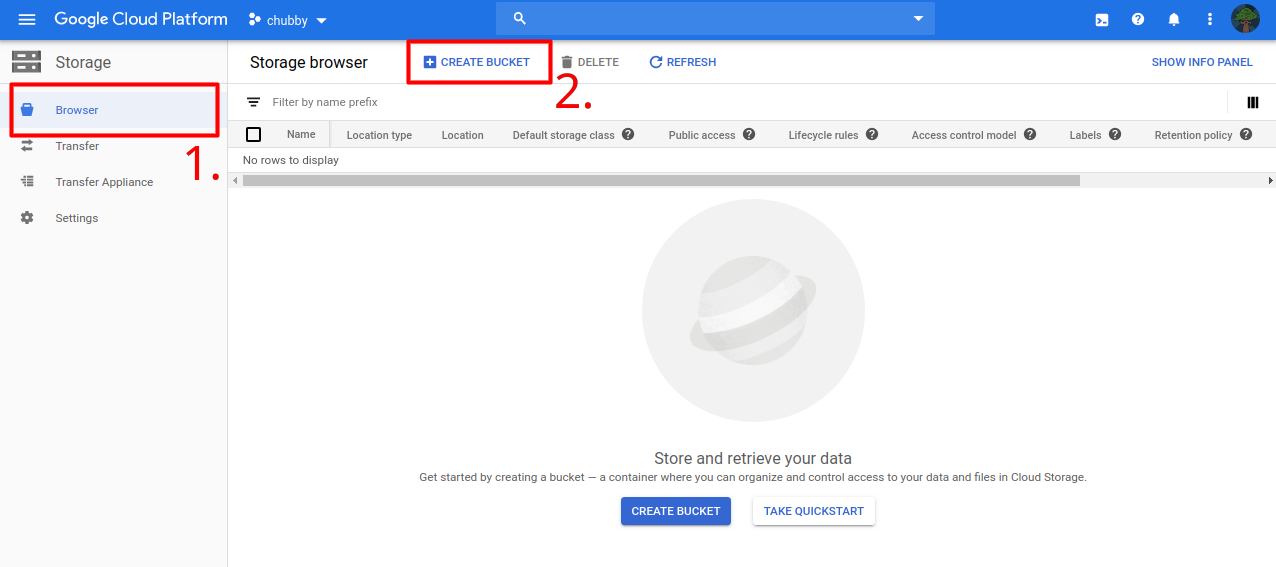 Google Cloud Platform chubby
Storage
Storage browser CREATE BUCKET DELETE REFRESH SHOW INFO PANEL
2.
Browser
1.
Transfer
Transfer Appliance
Settings
Filter by name prefix
Name Location type Location Default storage class ? Public access ? Lifecycle rules ? Access control model ? Labels ? Retention policy ?
No rows to display
Store and retrieve your data
Get started by creating a bucket — a container where you can organize and control access to your data and files in Cloud Storage.
CREATE BUCKET TAKE QUICKSTART